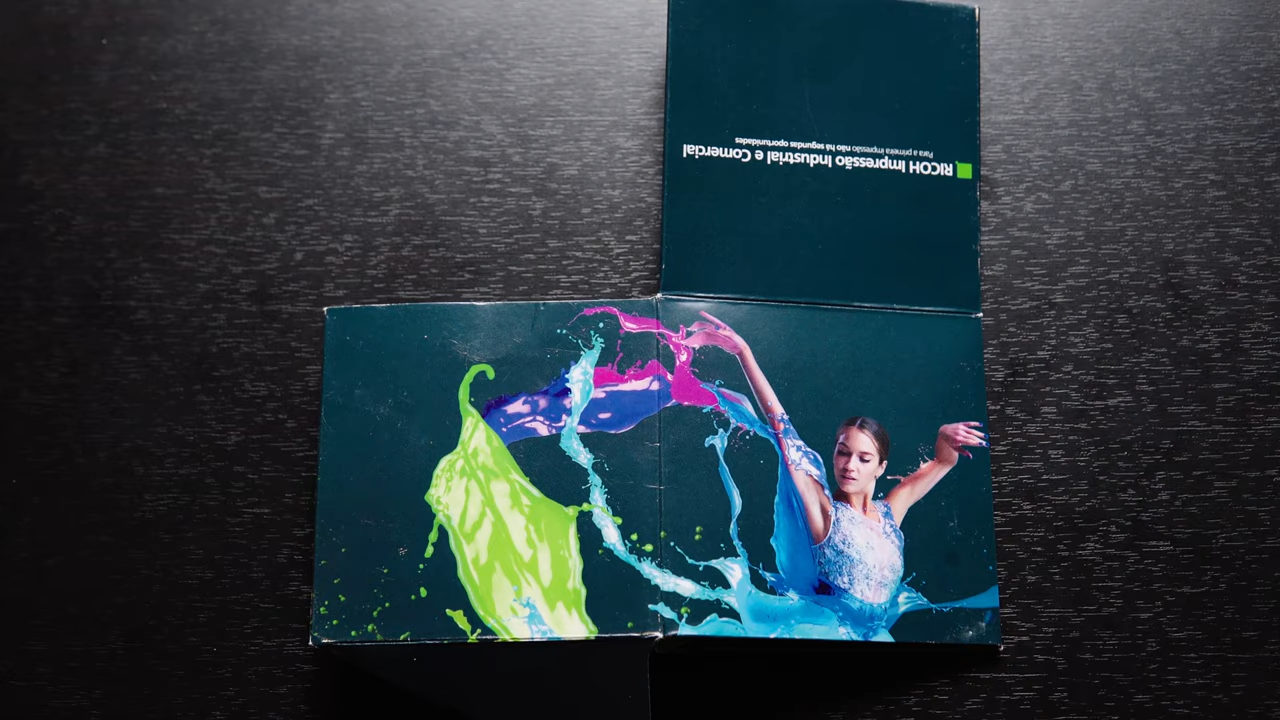 RICOH Impressão Industrial e Comercial
Para a primeira impressão não há segundas oportunidades